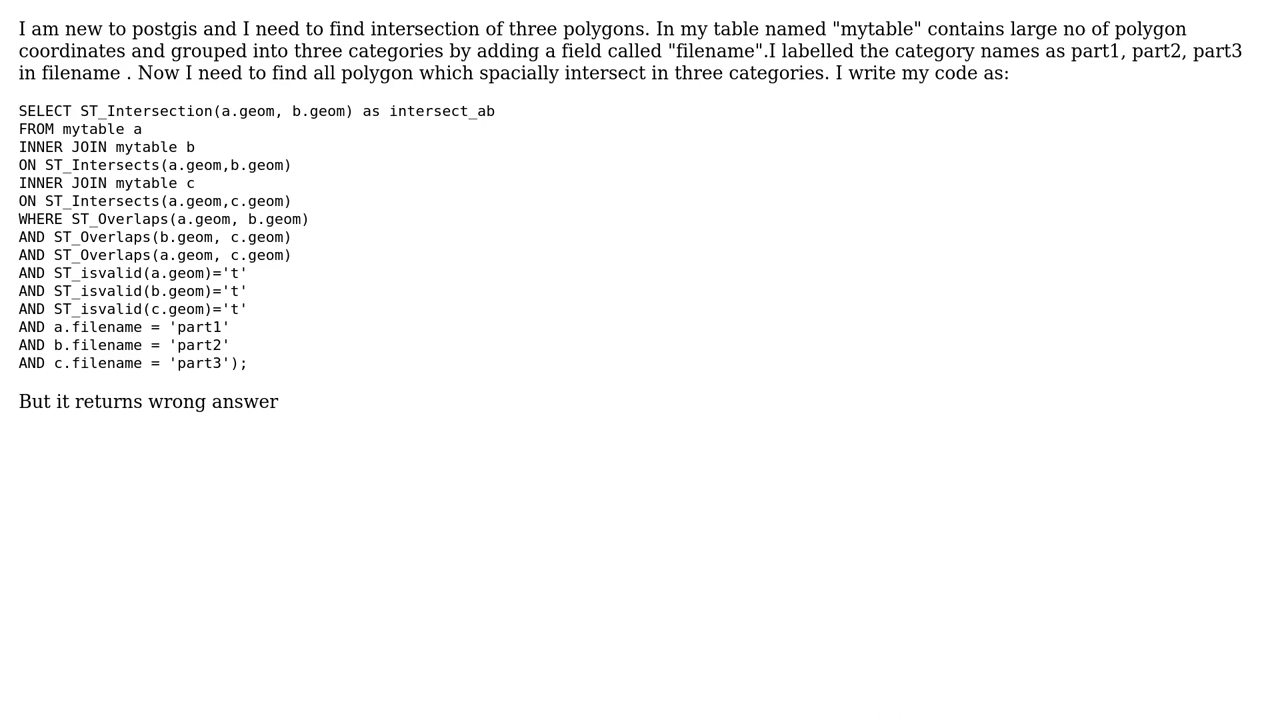 I am new to postgis and I need to find intersection of three polygons. In my table named "mytable" contains large no of polygon
coordinates and grouped into three categories by adding a field called "filename".I labelled the category names as part1, part2, part3
in filename . Now I need to find all polygon which spacially intersect in three categories. I write my code as:
SELECT ST_Intersection(a.geom, b.geom) as intersect_ab
FROM mytable a
INNER JOIN mytable b
ON ST_Intersects(a.geom,b.geom)
INNER JOIN mytable c
ON ST_Intersects(a.geom,c.geom)
WHERE ST_Overlaps(a.geom, b.geom)
AND ST_Overlaps(b.geom, c.geom)
AND ST_Overlaps(a.geom, c.geom)
AND ST_isvalid(a.geom)='t'
AND ST_isvalid(b.geom)='t'
AND ST_isvalid(c.geom)='t'
AND a.filename = 'part1'
AND b.filename = 'part2'
AND c.filename = 'part3');
But it returns wrong answer